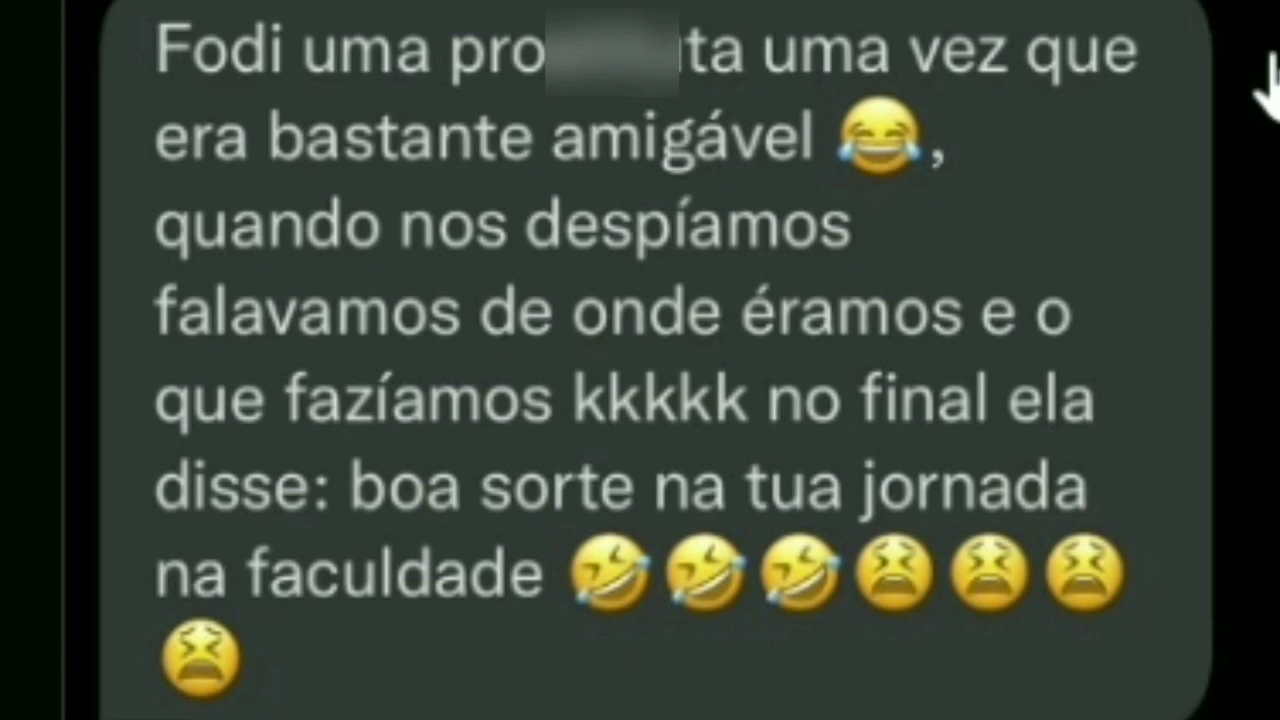 Fodi uma uma vez que
era bastante amigável 😂,
quando nos despíamos
falavamos de onde éramos e o
que fazíamos kkkkk no final ela
disse: boa sorte na tua jornada
na faculdade 🤣🤣🤣😫😫😫
😫